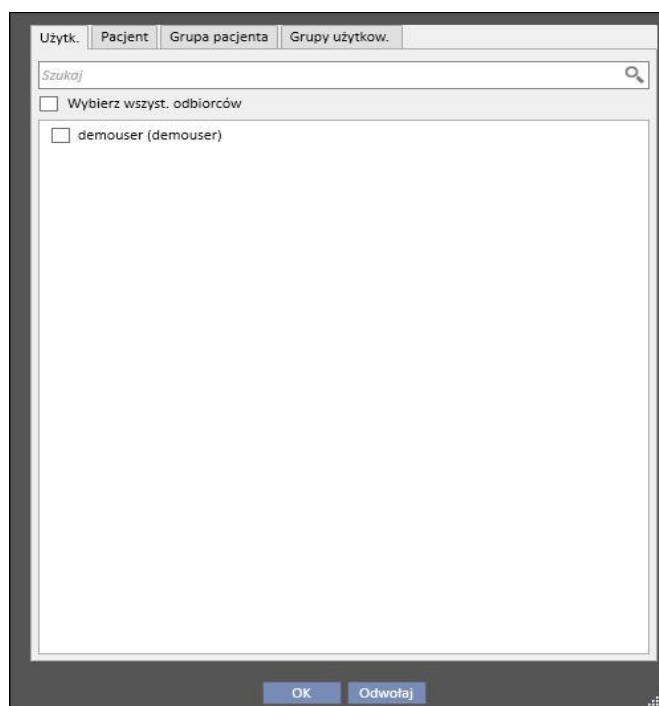 Użytk. Pacjent Grupa pacjenta Grupy użytkow.
Szukaj
Wybierz wszyst. odbiorców
demouser (demouser)
OK Odwołaj